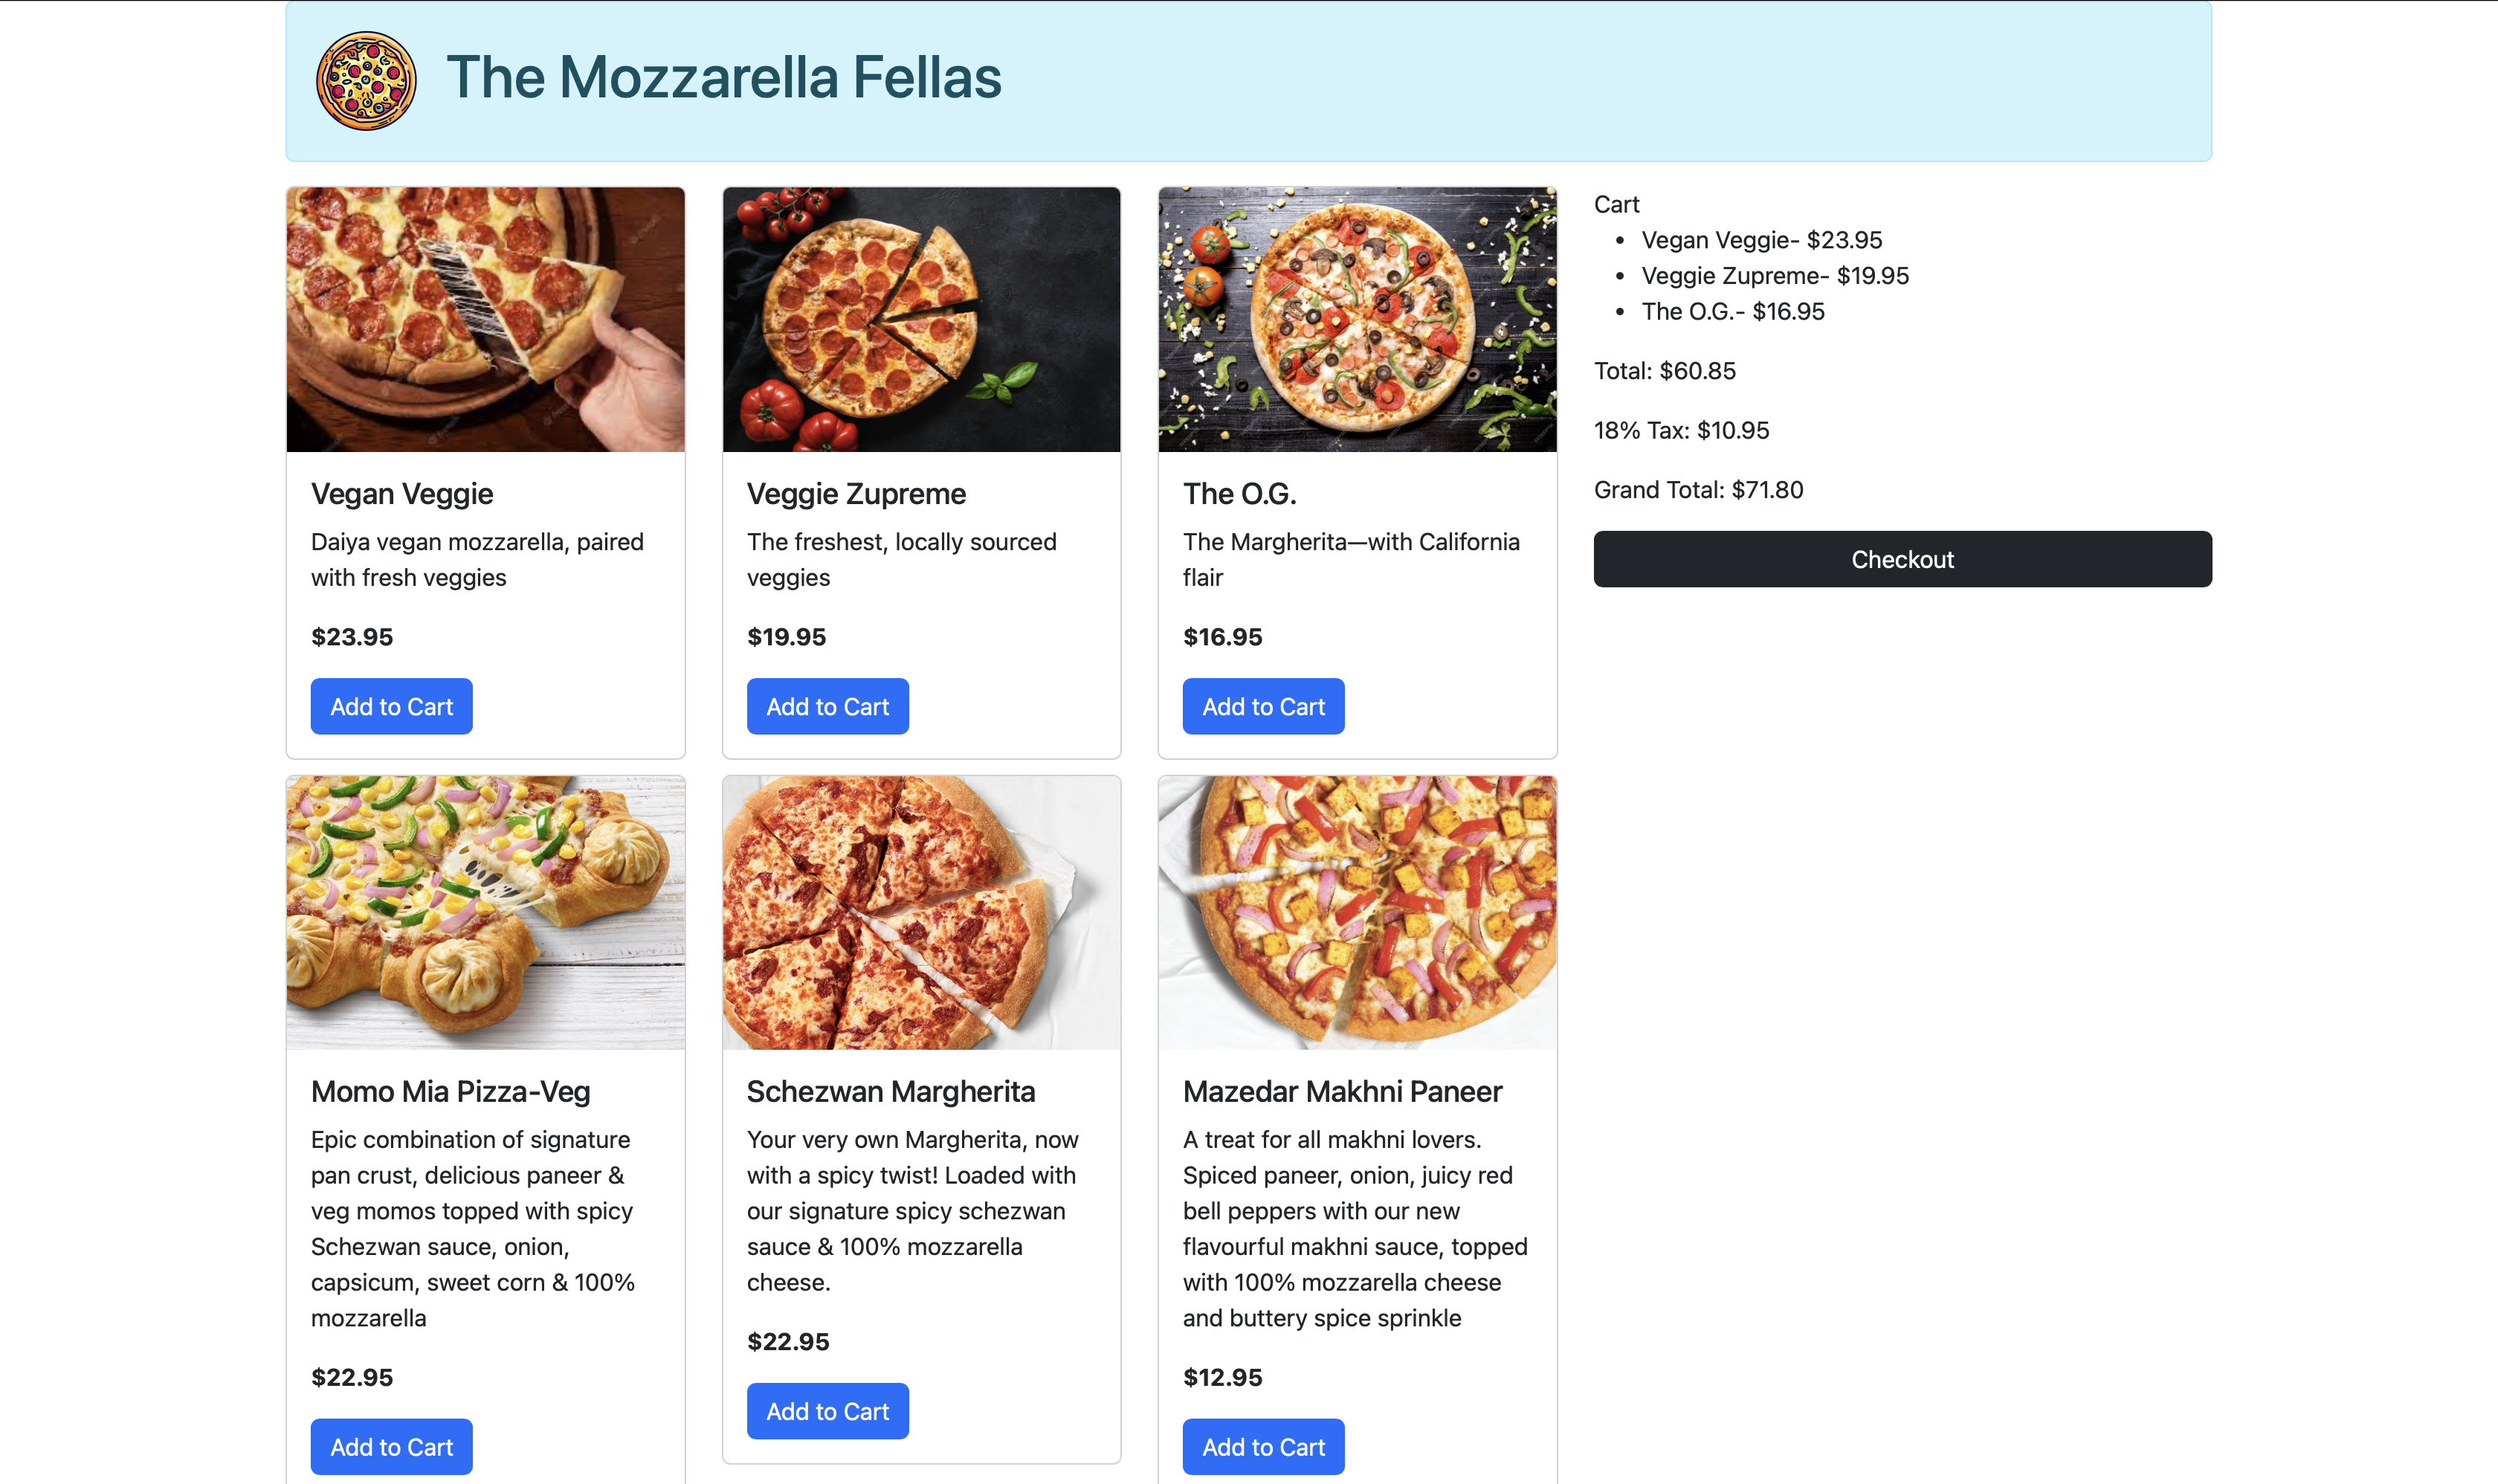 The Mozzarella Fellas
Vegan Veggie
Daiya vegan mozzarella, paired
with fresh veggies
$23.95
Add to Cart
Veggie Zupreme
The freshest, locally sourced
veggies
$19.95
Add to Cart
The O.G.
The Margherita—with California
flair
$16.95
Add to Cart
Cart
• Vegan Veggie- $23.95
• Veggie Zupreme- $19.95
• The O.G.- $16.95
Total: $60.85
18% Tax: $10.95
Grand Total: $71.80
Checkout
Momo Mia Pizza-Veg
Epic combination of signature
pan crust, delicious paneer &
veg momos topped with spicy
Schezwan sauce, onion,
capsicum, sweet corn & 100%
mozzarella
$22.95
Add to Cart
Schezwan Margherita
Your very own Margherita, now
with a spicy twist! Loaded with
our signature spicy schezwan
sauce & 100% mozzarella
cheese.
$22.95
Add to Cart
Mazedar Makhni Paneer
A treat for all makhni lovers.
Spiced paneer, onion, juicy red
bell peppers with our new
flavourful makhni sauce, topped
with 100% mozzarella cheese
and buttery spice sprinkle
$12.95
Add to Cart